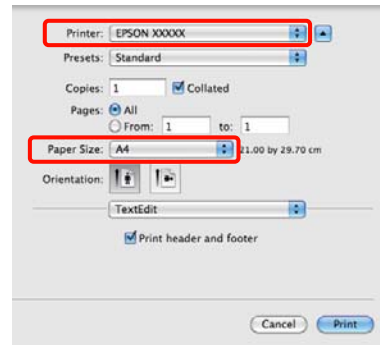 Printer: EPSON XXXXX
Presets: Standard
Copies: 1 Collated
Pages: All
From: 1 to: 1
Paper Size: A4 21.00 by 29.70 cm
Orientation:
TextEdit
Print header and footer
Cancel Print